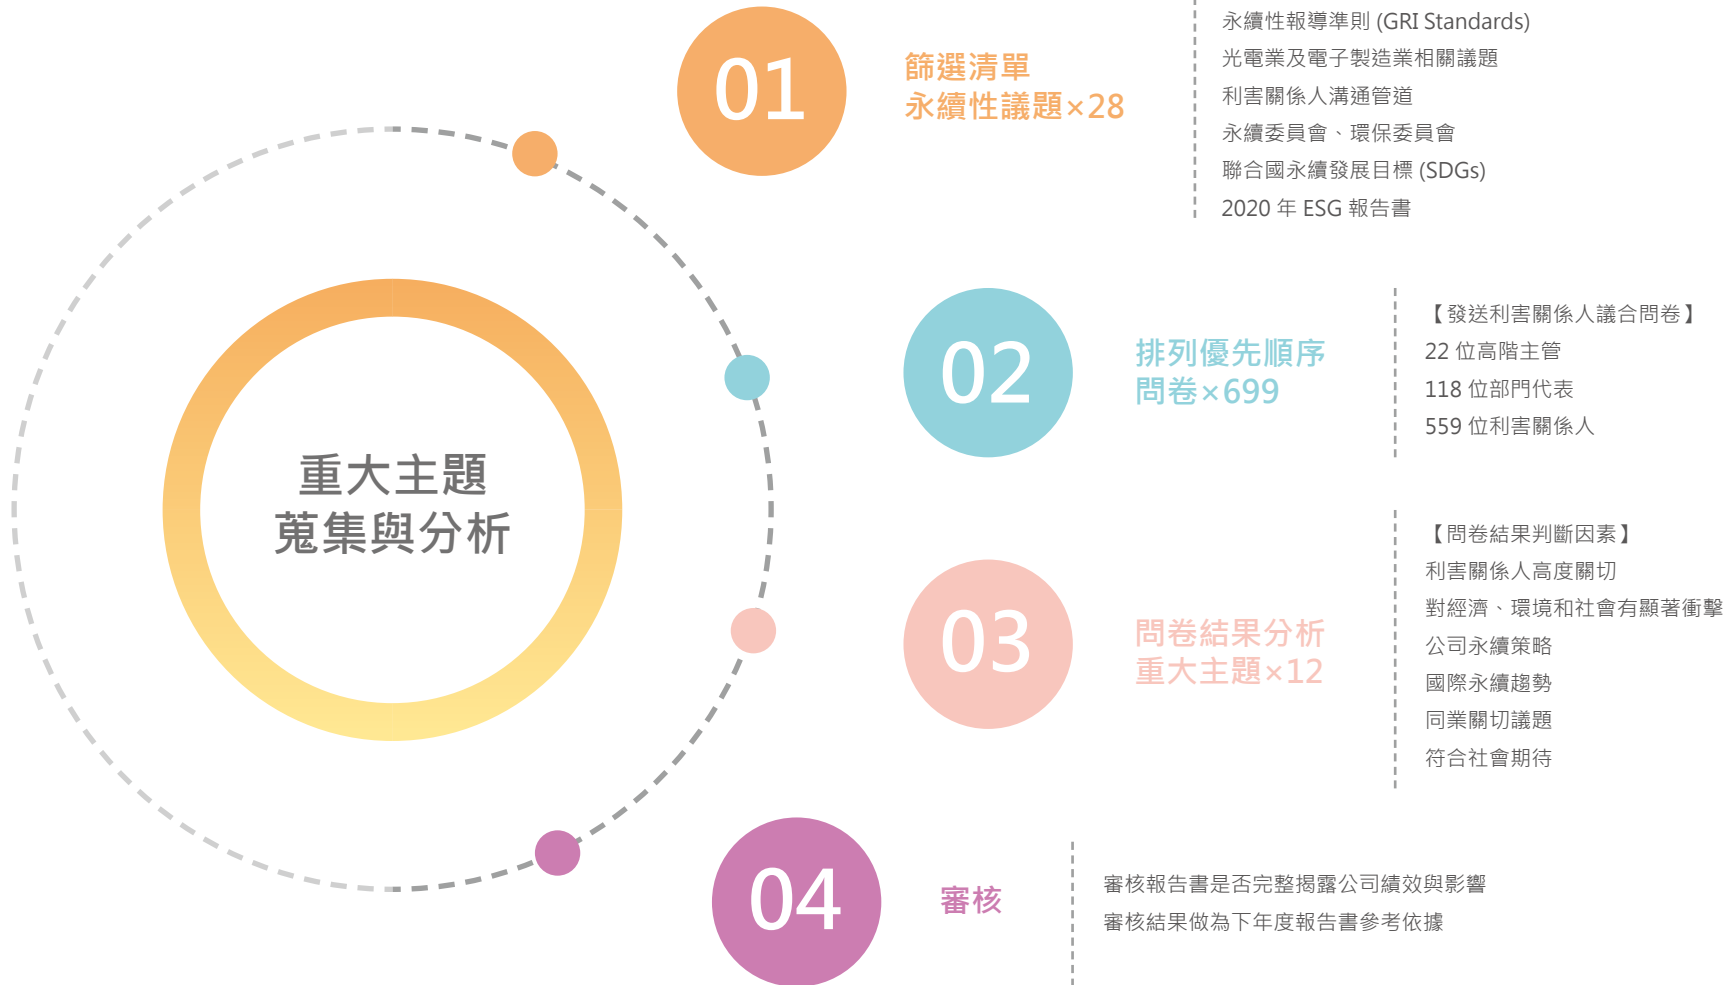 重大主題
蒐集與分析
01
篩選清單
永續性議題×28
永續性報導準則 (GRI Standards)
光電業及電子製造業相關議題
利害關係人溝通管道
永續委員會、環保委員會
聯合國永續發展目標 (SDGs)
2020 年 ESG 報告書
02
排列優先順序
問卷×699
【發送利害關係人議合問卷】
22 位高階主管
118 位部門代表
559 位利害關係人
03
問卷結果分析
重大主題×12
【問卷結果判斷因素】
利害關係人高度關切
對經濟、環境和社會有顯著衝擊
公司永續策略
國際永續趨勢
同業關切議題
符合社會期待
04
審核
審核報告書是否完整揭露公司績效與影響
審核結果做為下年度報告書參考依據